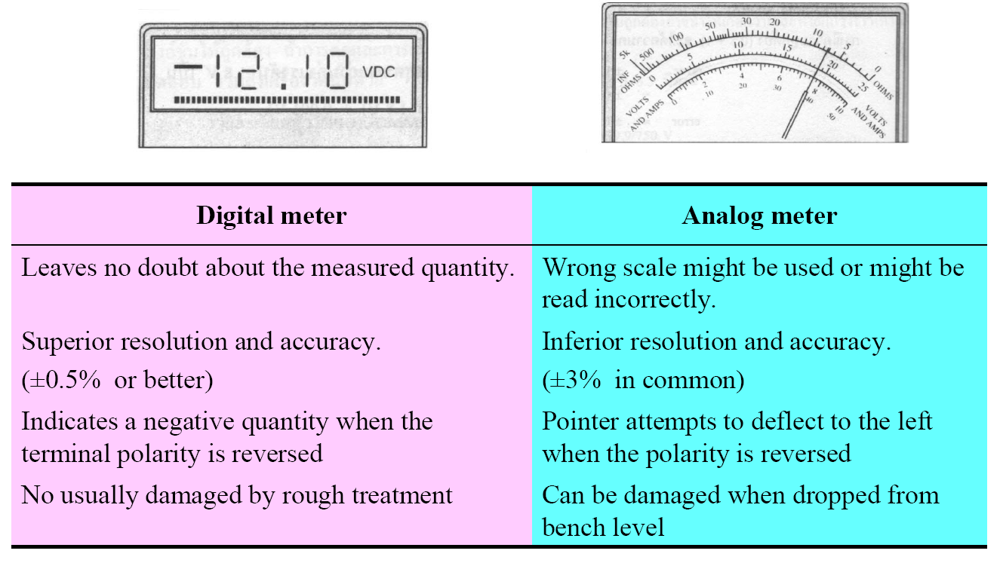 -12.10 VDC
5k 500 100 50 30 20 10 5 0
INF OHMS OHMS
0 5 10 15 20 25
0 2 4 6 8 10
.10 20 30 40 50
VOLTS AND AMPS
VOLTS AND AMPS
Digital meter
Analog meter
Leaves no doubt about the measured quantity.
Wrong scale might be used or might be
read incorrectly.
Superior resolution and accuracy.
(±0.5% or better)
Inferior resolution and accuracy.
(±3% in common)
Indicates a negative quantity when the
terminal polarity is reversed
Pointer attempts to deflect to the left
when the polarity is reversed
No usually damaged by rough treatment
Can be damaged when dropped from
bench level